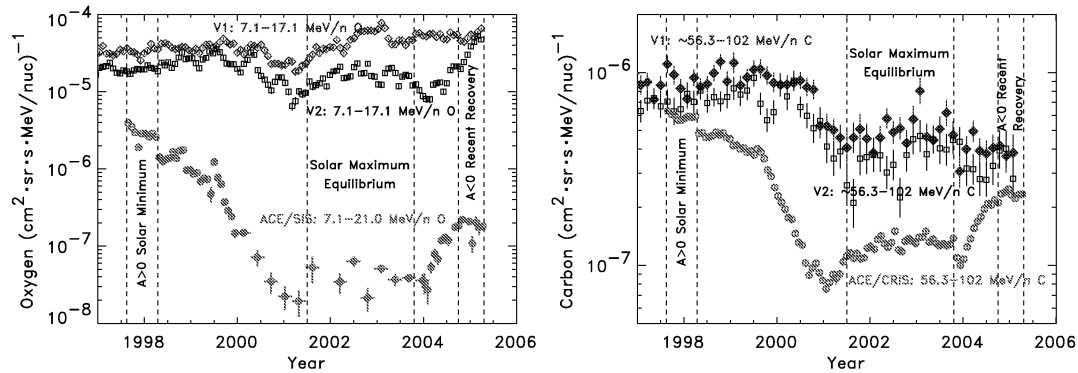 Oxygen (cm²·sr·s·MeV/nuc)⁻¹
10⁻⁴
10⁻⁵
10⁻⁶
10⁻⁷
10⁻⁸
V1: 7.1−17.1 MeV/n O
V2: 7.1−17.1 MeV/n O
A>0 Solar Minimum
Solar Maximum
Equilibrium
A<0 Recent Recovery
ACE/SIS: 7.1−21.0 MeV/n O
1998 2000 2002 2004 2006
Year
Carbon (cm²·sr·s·MeV/nuc)⁻¹
10⁻⁶
10⁻⁷
V1: ~56.3−102 MeV/n C
Solar Maximum
Equilibrium
A<0 Recent
Recovery
A>0 Solar Minimum
V2: ~56.3−102 MeV/n C
ACE/CRIS: 56.3−102 MeV/n C
1998 2000 2002 2004 2006
Year